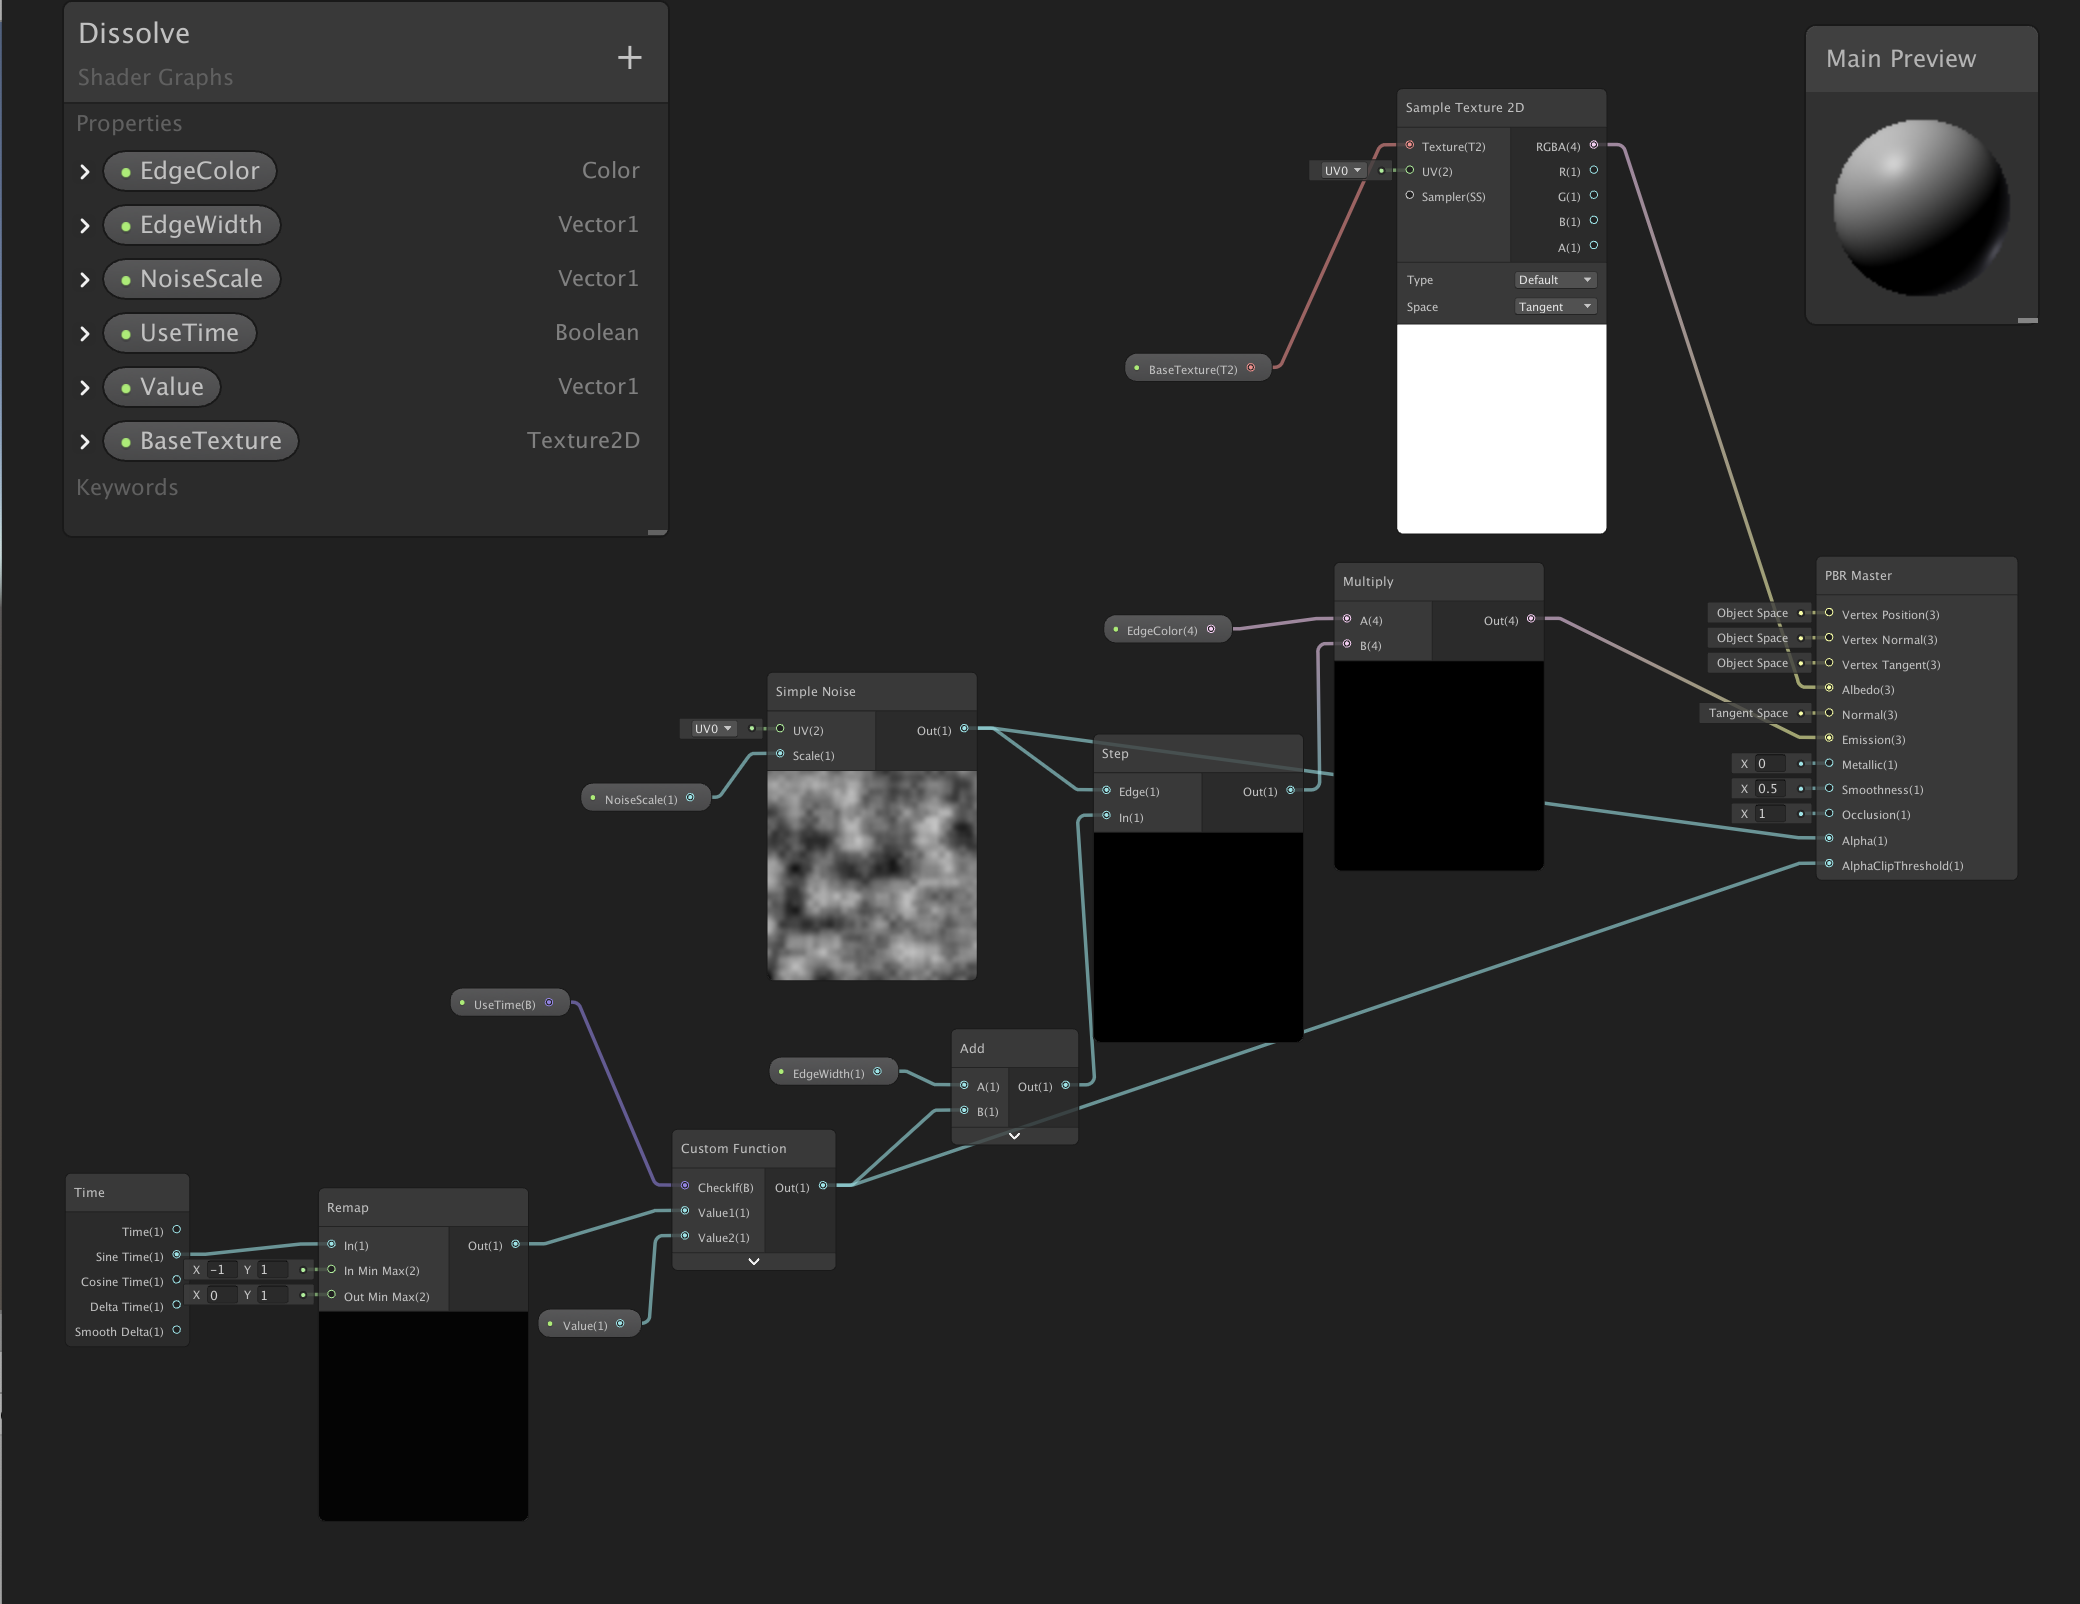 Dissolve
Shader Graphs
Properties
EdgeColor Color
EdgeWidth Vector1
NoiseScale Vector1
UseTime Boolean
Value Vector1
BaseTexture Texture2D
Keywords
Main Preview
Sample Texture 2D
Texture(T2) RGBA(4)
UV0 UV(2) R(1)
Sampler(SS) G(1)
B(1)
A(1)
Type Default
Space Tangent
BaseTexture(T2)
Multiply
EdgeColor(4) A(4) Out(4)
B(4)
PBR Master
Object Space Vertex Position(3)
Object Space Vertex Normal(3)
Object Space Vertex Tangent(3)
Albedo(3)
Tangent Space Normal(3)
Emission(3)
X 0 Metallic(1)
X 0.5 Smoothness(1)
X 1 Occlusion(1)
Alpha(1)
AlphaClipThreshold(1)
Simple Noise
UV0 UV(2) Out(1)
Scale(1)
NoiseScale(1)
Step
Edge(1) Out(1)
In(1)
UseTime(B)
Add
EdgeWidth(1) A(1) Out(1)
B(1)
Custom Function
CheckIf(B) Out(1)
Value1(1)
Value2(1)
Value(1)
Time
Time(1)
Sine Time(1)
Cosine Time(1)
Delta Time(1)
Smooth Delta(1)
Remap
In(1) Out(1)
X -1 Y 1 In Min Max(2)
X 0 Y 1 Out Min Max(2)